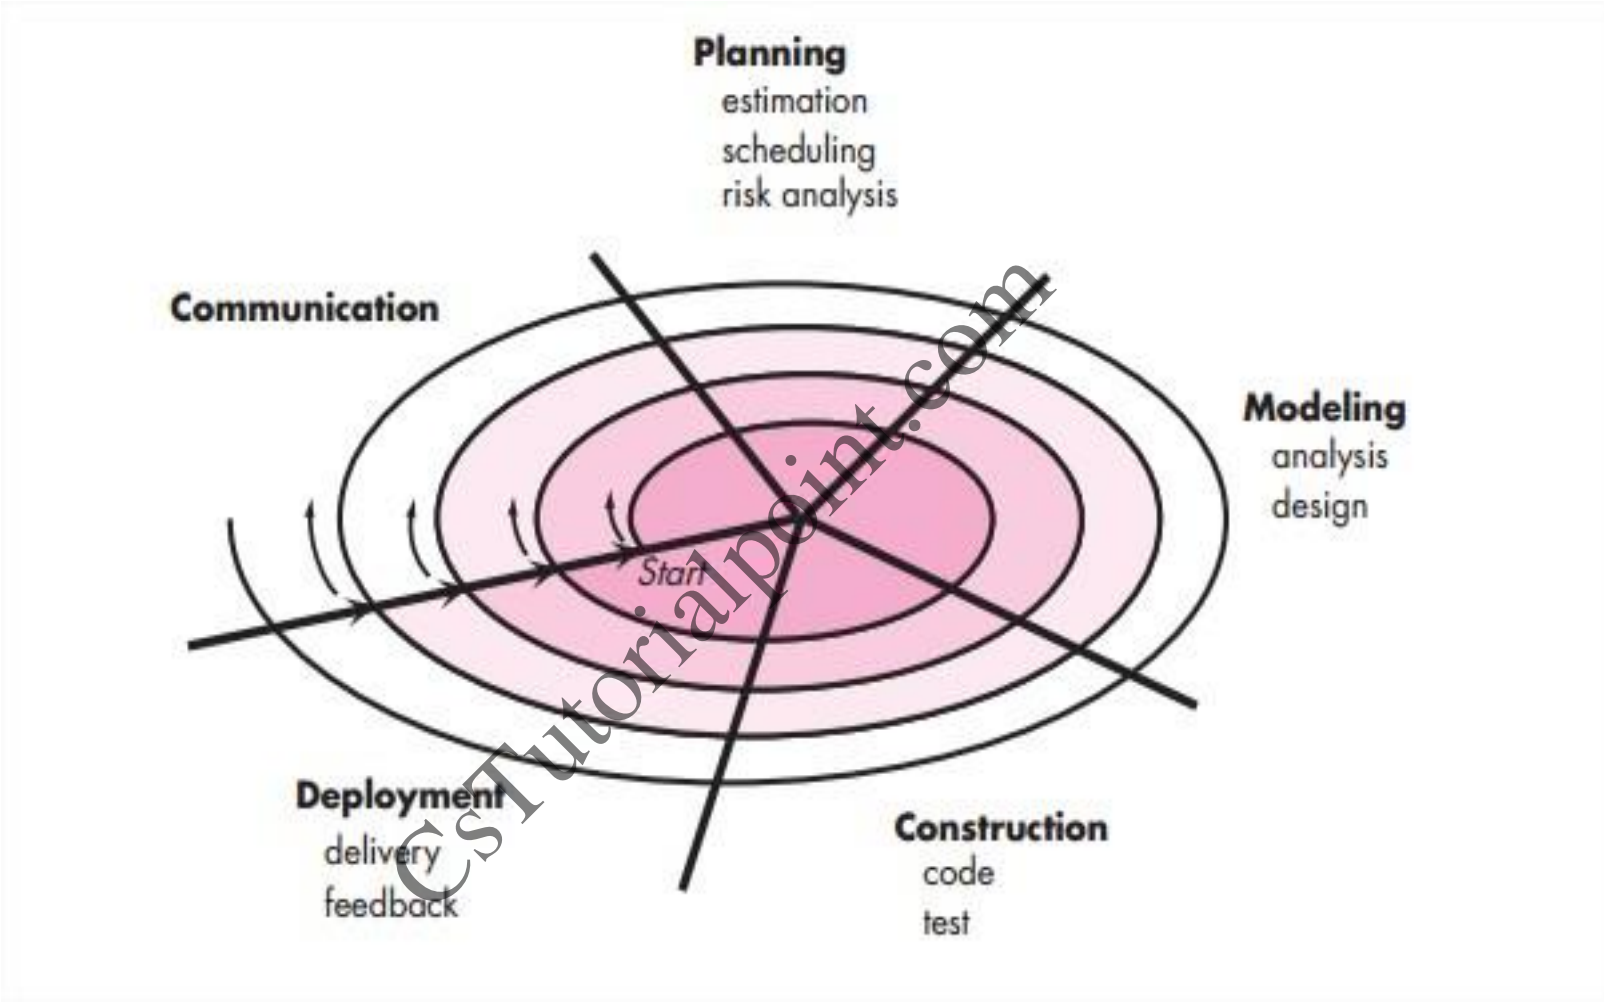 Planning
estimation
scheduling
risk analysis
Communication
Modeling
analysis
design
Start
Deployment
delivery
feedback
Construction
code
test
CsTutorialpoint.com